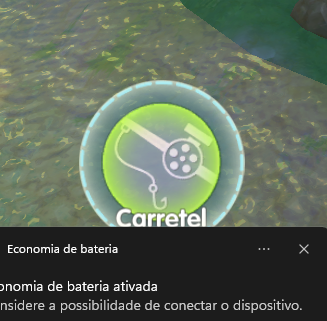 Carretel
Economia de bateria
onomia de bateria ativada
nsidere a possibilidade de conectar o dispositivo.